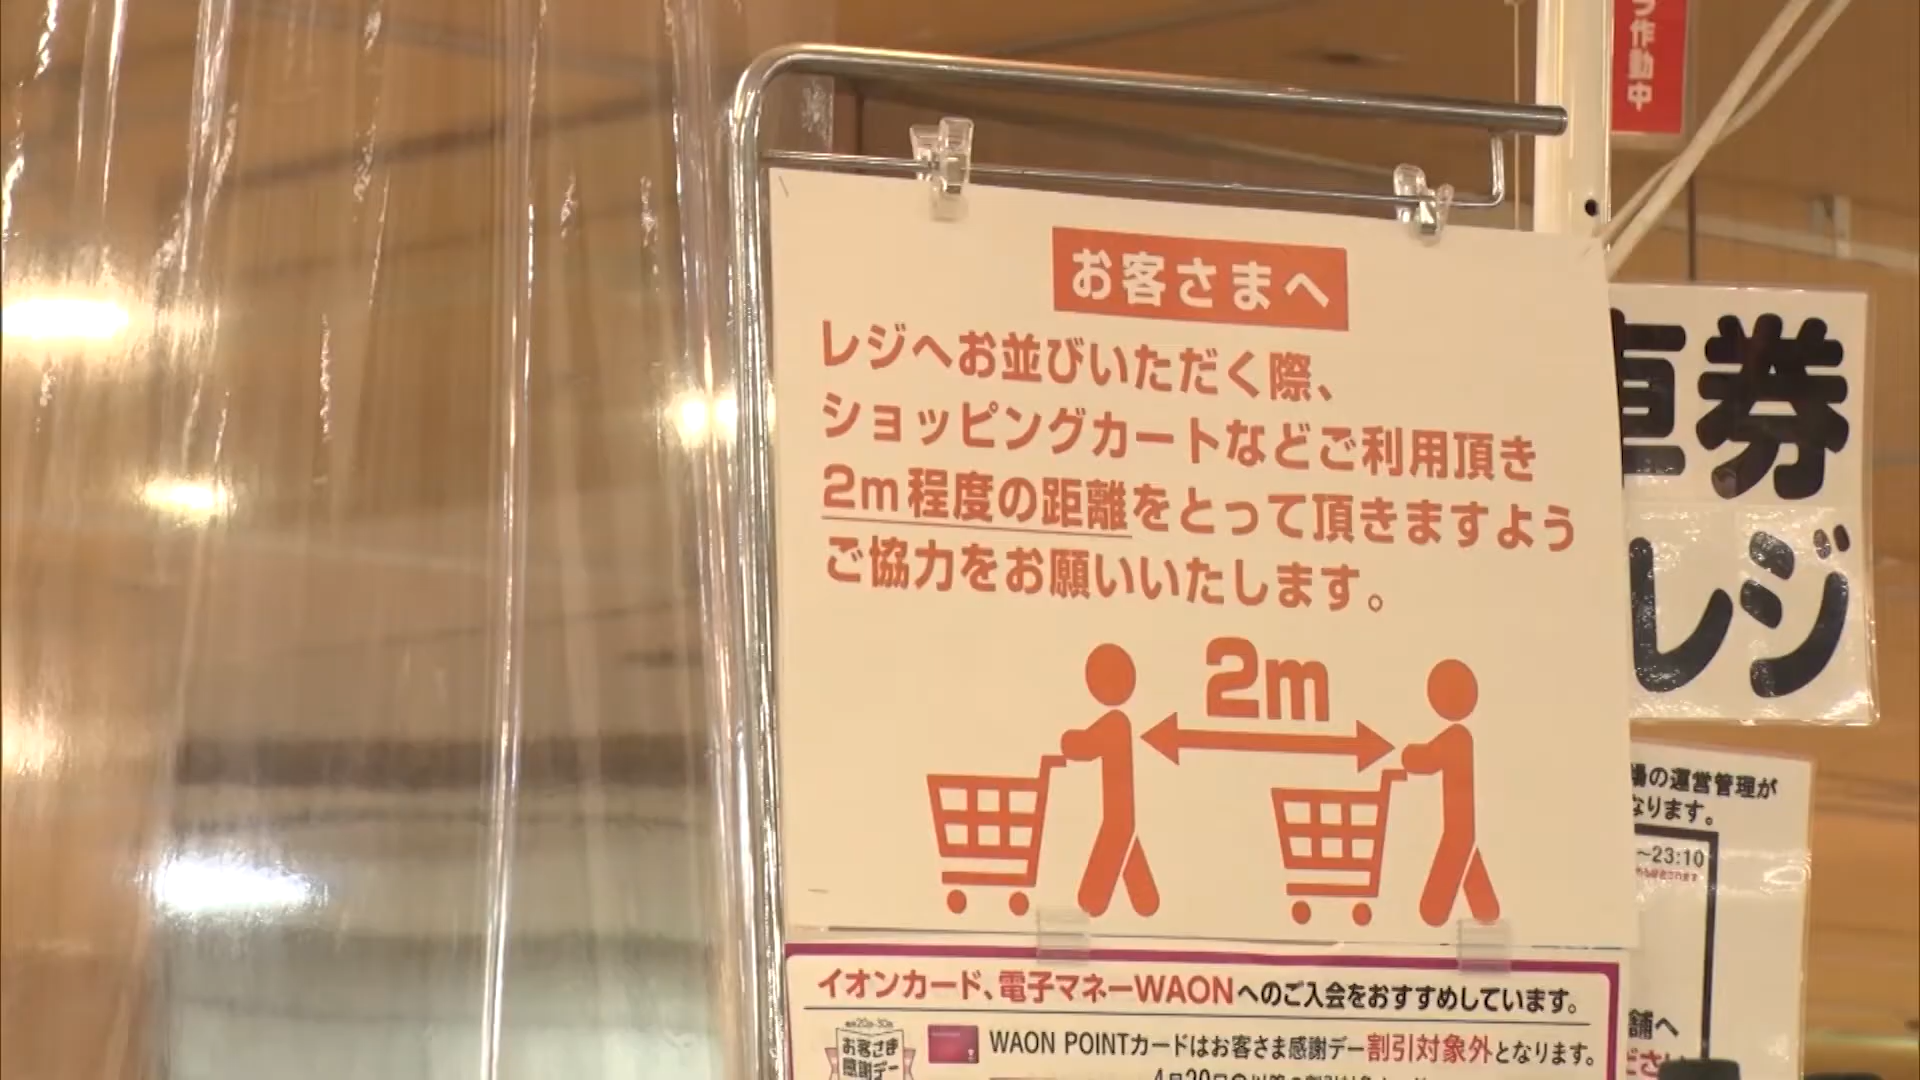 作動中
お客さまへ
レジへお並びいただく際、
ショッピングカートなどご利用頂き
2m程度の距離をとって頂きますよう
ご協力をお願いいたします。
2m
券
レジ
の運営管理が
なります。
~23:10
舗へ
イオンカード、電子マネーWAONへのご入会をおすすめしています。
お客さま
感謝デー
WAON POINTカードはお客さま感謝デー割引対象外となります。